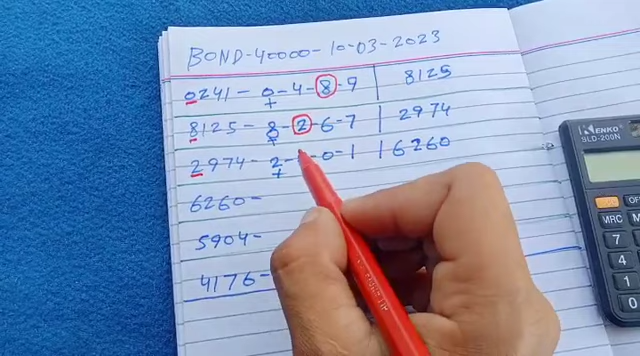 BOND-40000-10-03-2023
0241- 0-4-8-9 | 8125
8125- 8-2-6-7 | 2974
2974- 2- -0-1 | 6260
6260-
5904-
4176-
KENKO
SLD-200N
MRC
7
4
1
0